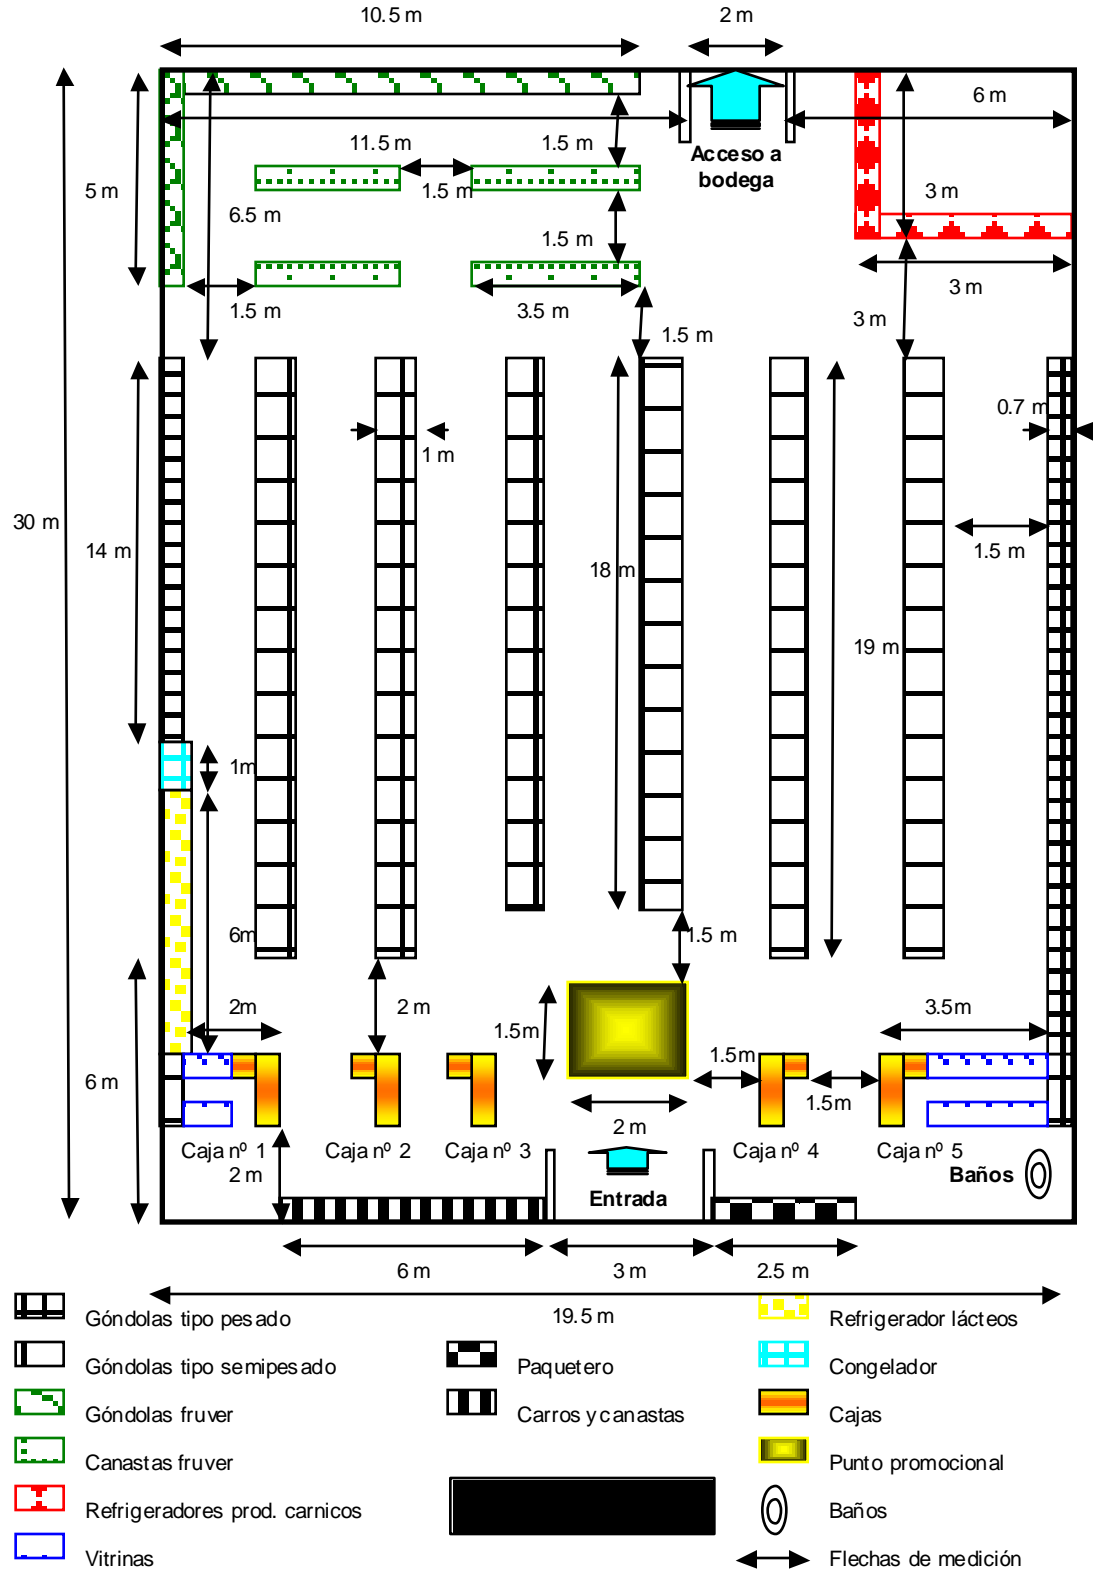 10.5 m
2 m
6 m
11.5 m
1.5 m
Acceso a
bodega
5 m
1.5 m
3 m
6.5 m
1.5 m
3 m
1.5 m
3.5 m
3 m
1.5 m
0.7 m
1 m
30 m
14 m
1.5 m
18 m
19 m
1m
6m
1.5 m
2m
2 m
1.5m
3.5m
1.5m
6 m
1.5m
2 m
Caja nº 1
Caja nº 2
Caja nº 3
Caja nº 4
Caja nº 5
2 m
Baños
Entrada
6 m
3 m
2.5 m
19.5 m
Góndolas tipo pesado
Refrigerador lácteos
Góndolas tipo semipesado
Paquetero
Congelador
Góndolas fruver
Carros y canastas
Cajas
Canastas fruver
Punto promocional
Refrigeradores prod. carnicos
Baños
Vitrinas
Flechas de medición